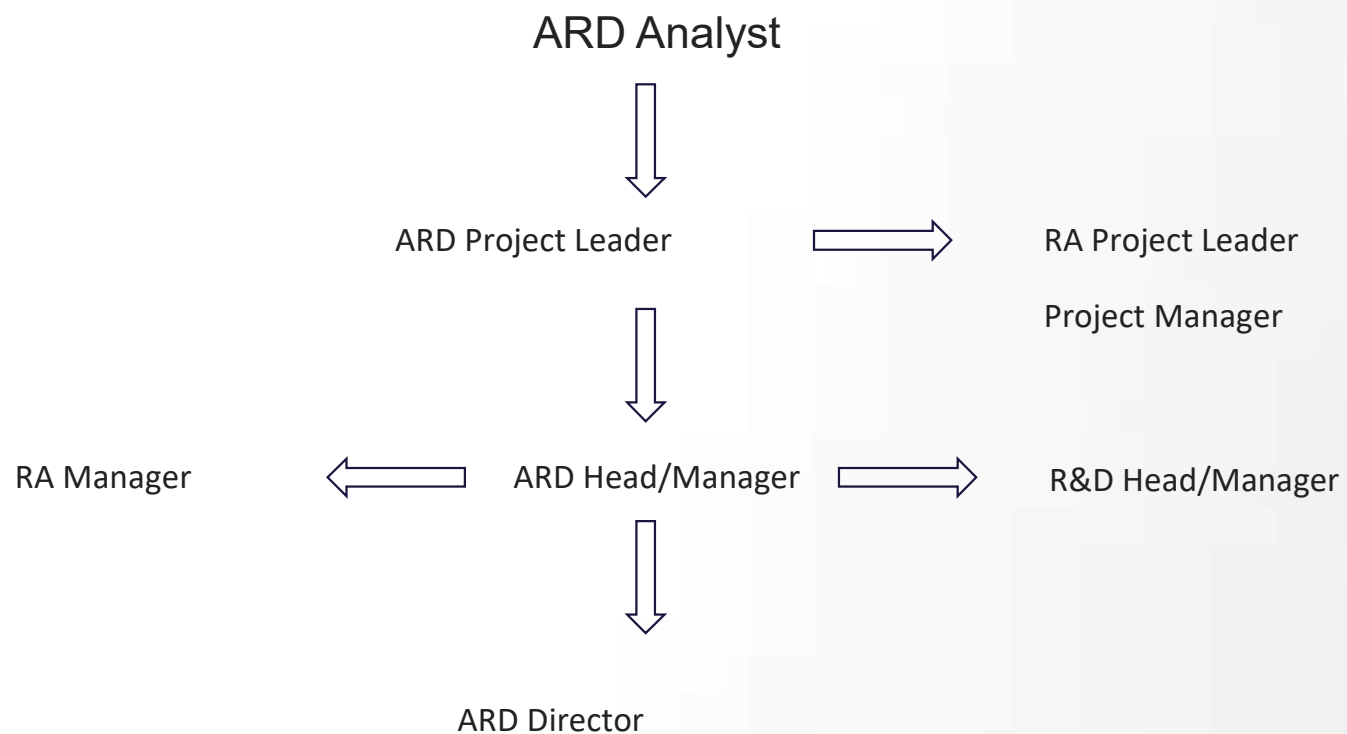 ARD Analyst
ARD Project Leader
RA Project Leader
Project Manager
RA Manager
ARD Head/Manager
R&D Head/Manager
ARD Director